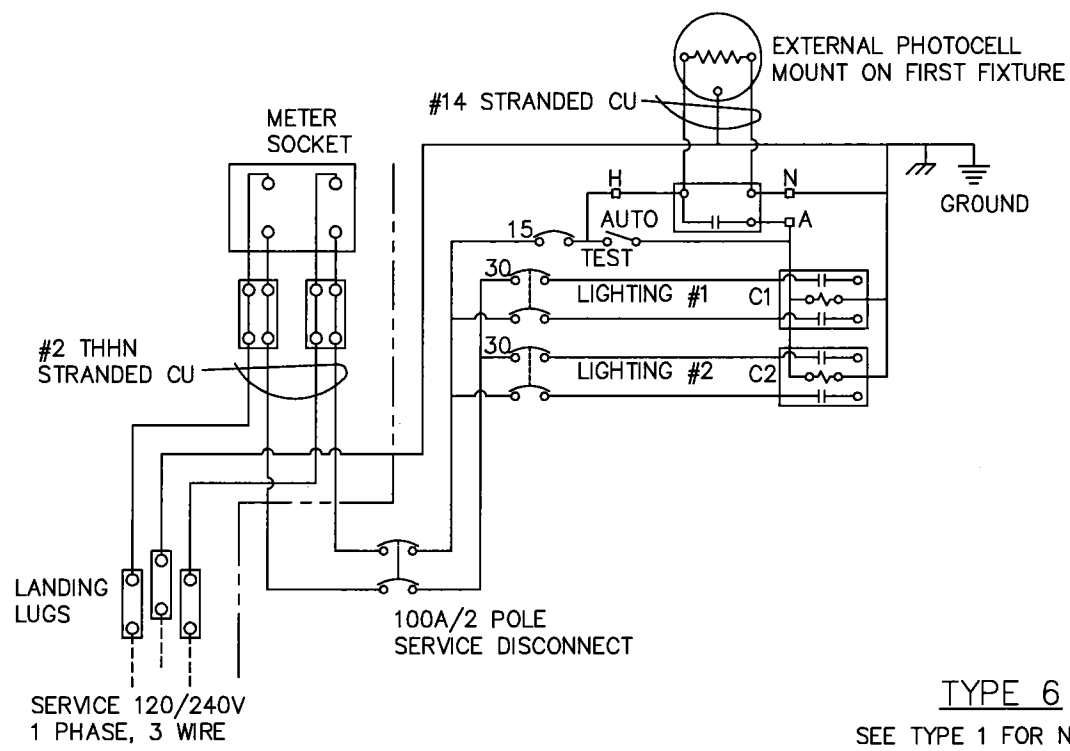 EXTERNAL PHOTOCELL
MOUNT ON FIRST FIXTURE
#14 STRANDED CU
METER
SOCKET
H
N
GROUND
AUTO
A
15
TEST
30
LIGHTING #1
C1
#2 THHN
STRANDED CU
30
LIGHTING #2
C2
LANDING
LUGS
100A/2 POLE
SERVICE DISCONNECT
SERVICE 120/240V
1 PHASE, 3 WIRE
TYPE 6
SEE TYPE 1 FOR N